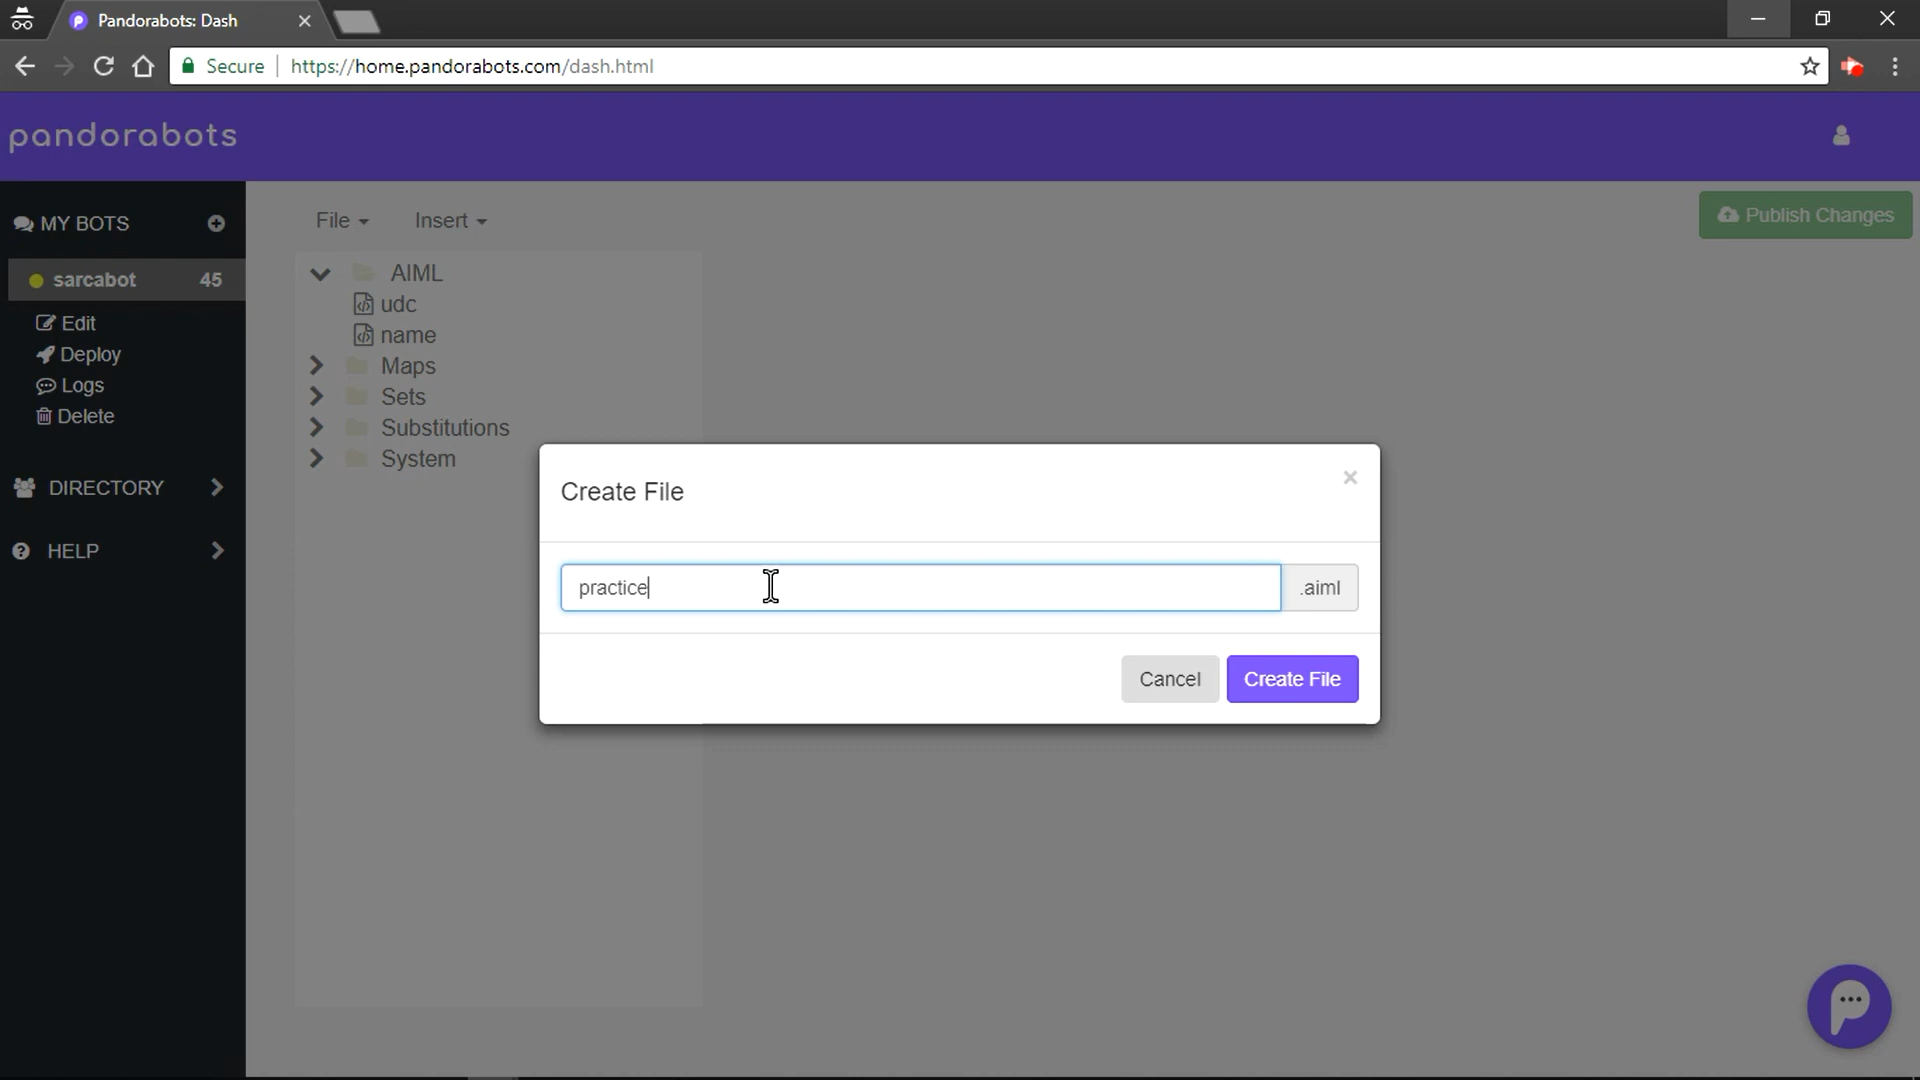 Pandorabots: Dash
Secure https://home.pandorabots.com/dash.html
pandorabots
MY BOTS
sarcabot 45
Edit
Deploy
Logs
Delete
DIRECTORY
HELP
File Insert
Publish Changes
AIML
udc
name
Maps
Sets
Substitutions
System
Create File
practice .aiml
Cancel Create File